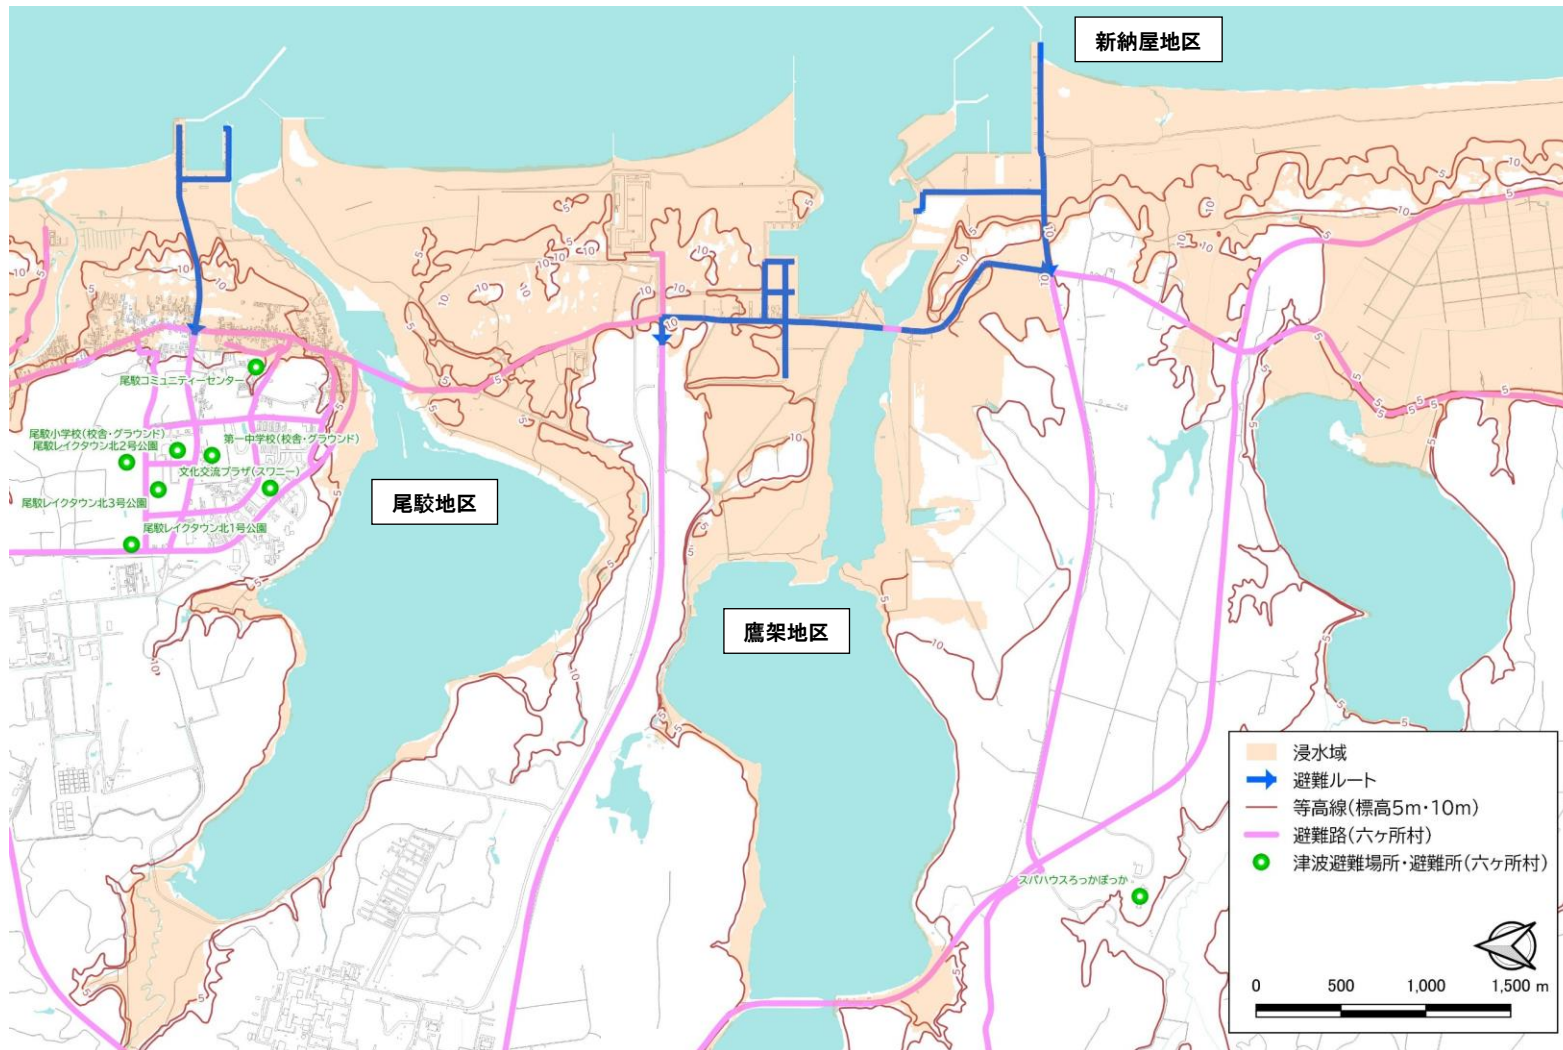 新納屋地区
尾駮コミュニティーセンター
尾駮小学校(校舎・グラウンド)
尾駮レイクタウン北2号公園
第一中学校(校舎・グラウンド)
文化交流プラザ(スワニー)
尾駮レイクタウン北3号公園
尾駮レイクタウン北1号公園
尾駮地区
鷹架地区
スパハウスろっかぽっか
浸水域
避難ルート
等高線(標高5m・10m)
避難路(六ヶ所村)
津波避難場所・避難所(六ヶ所村)
0 500 1,000 1,500 m